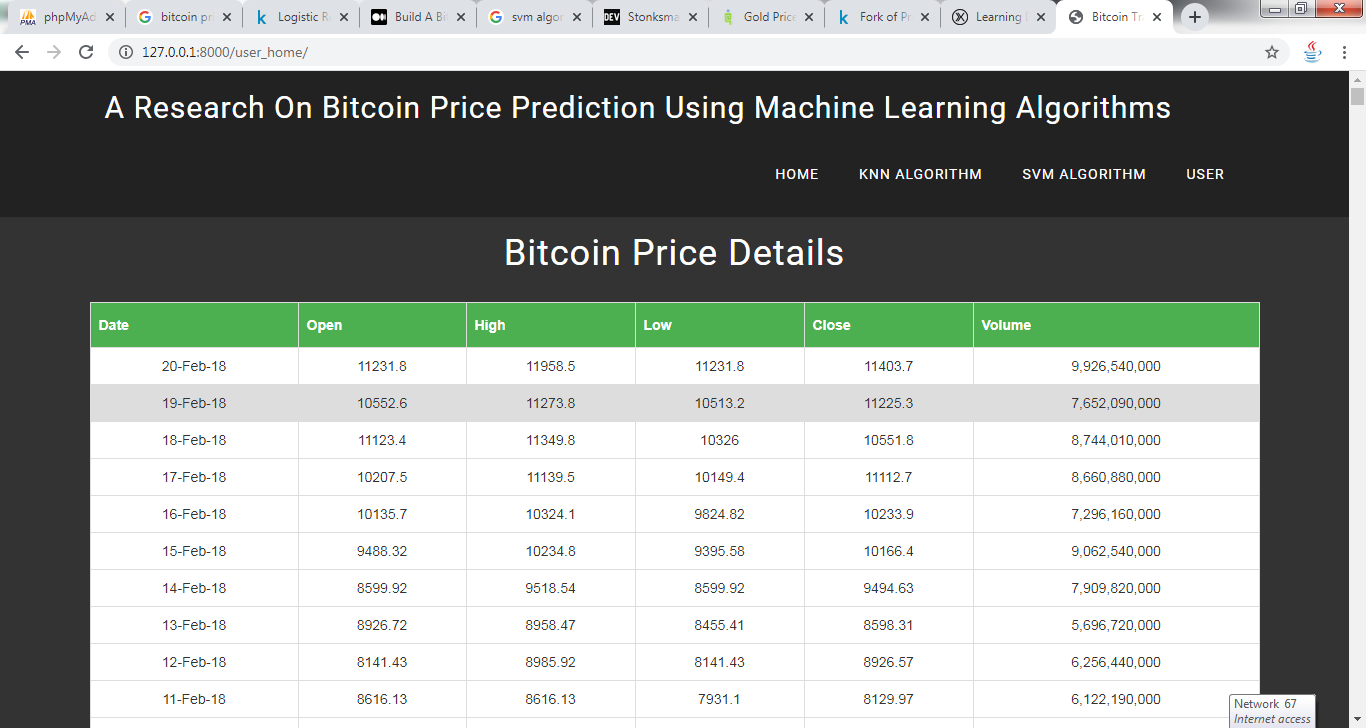 phpMyAd
bitcoin pr
Logistic R
Build A Bi
svm algor
DEV Stonksma
Gold Price
Fork of Pr
Learning
Bitcoin Tr
127.0.0.1:8000/user_home/
A Research On Bitcoin Price Prediction Using Machine Learning Algorithms
HOME KNN ALGORITHM SVM ALGORITHM USER
Bitcoin Price Details
Date Open High Low Close Volume
20-Feb-18 11231.8 11958.5 11231.8 11403.7 9,926,540,000
19-Feb-18 10552.6 11273.8 10513.2 11225.3 7,652,090,000
18-Feb-18 11123.4 11349.8 10326 10551.8 8,744,010,000
17-Feb-18 10207.5 11139.5 10149.4 11112.7 8,660,880,000
16-Feb-18 10135.7 10324.1 9824.82 10233.9 7,296,160,000
15-Feb-18 9488.32 10234.8 9395.58 10166.4 9,062,540,000
14-Feb-18 8599.92 9518.54 8599.92 9494.63 7,909,820,000
13-Feb-18 8926.72 8958.47 8455.41 8598.31 5,696,720,000
12-Feb-18 8141.43 8985.92 8141.43 8926.57 6,256,440,000
11-Feb-18 8616.13 8616.13 7931.1 8129.97 6,122,190,000
Network 67
Internet access